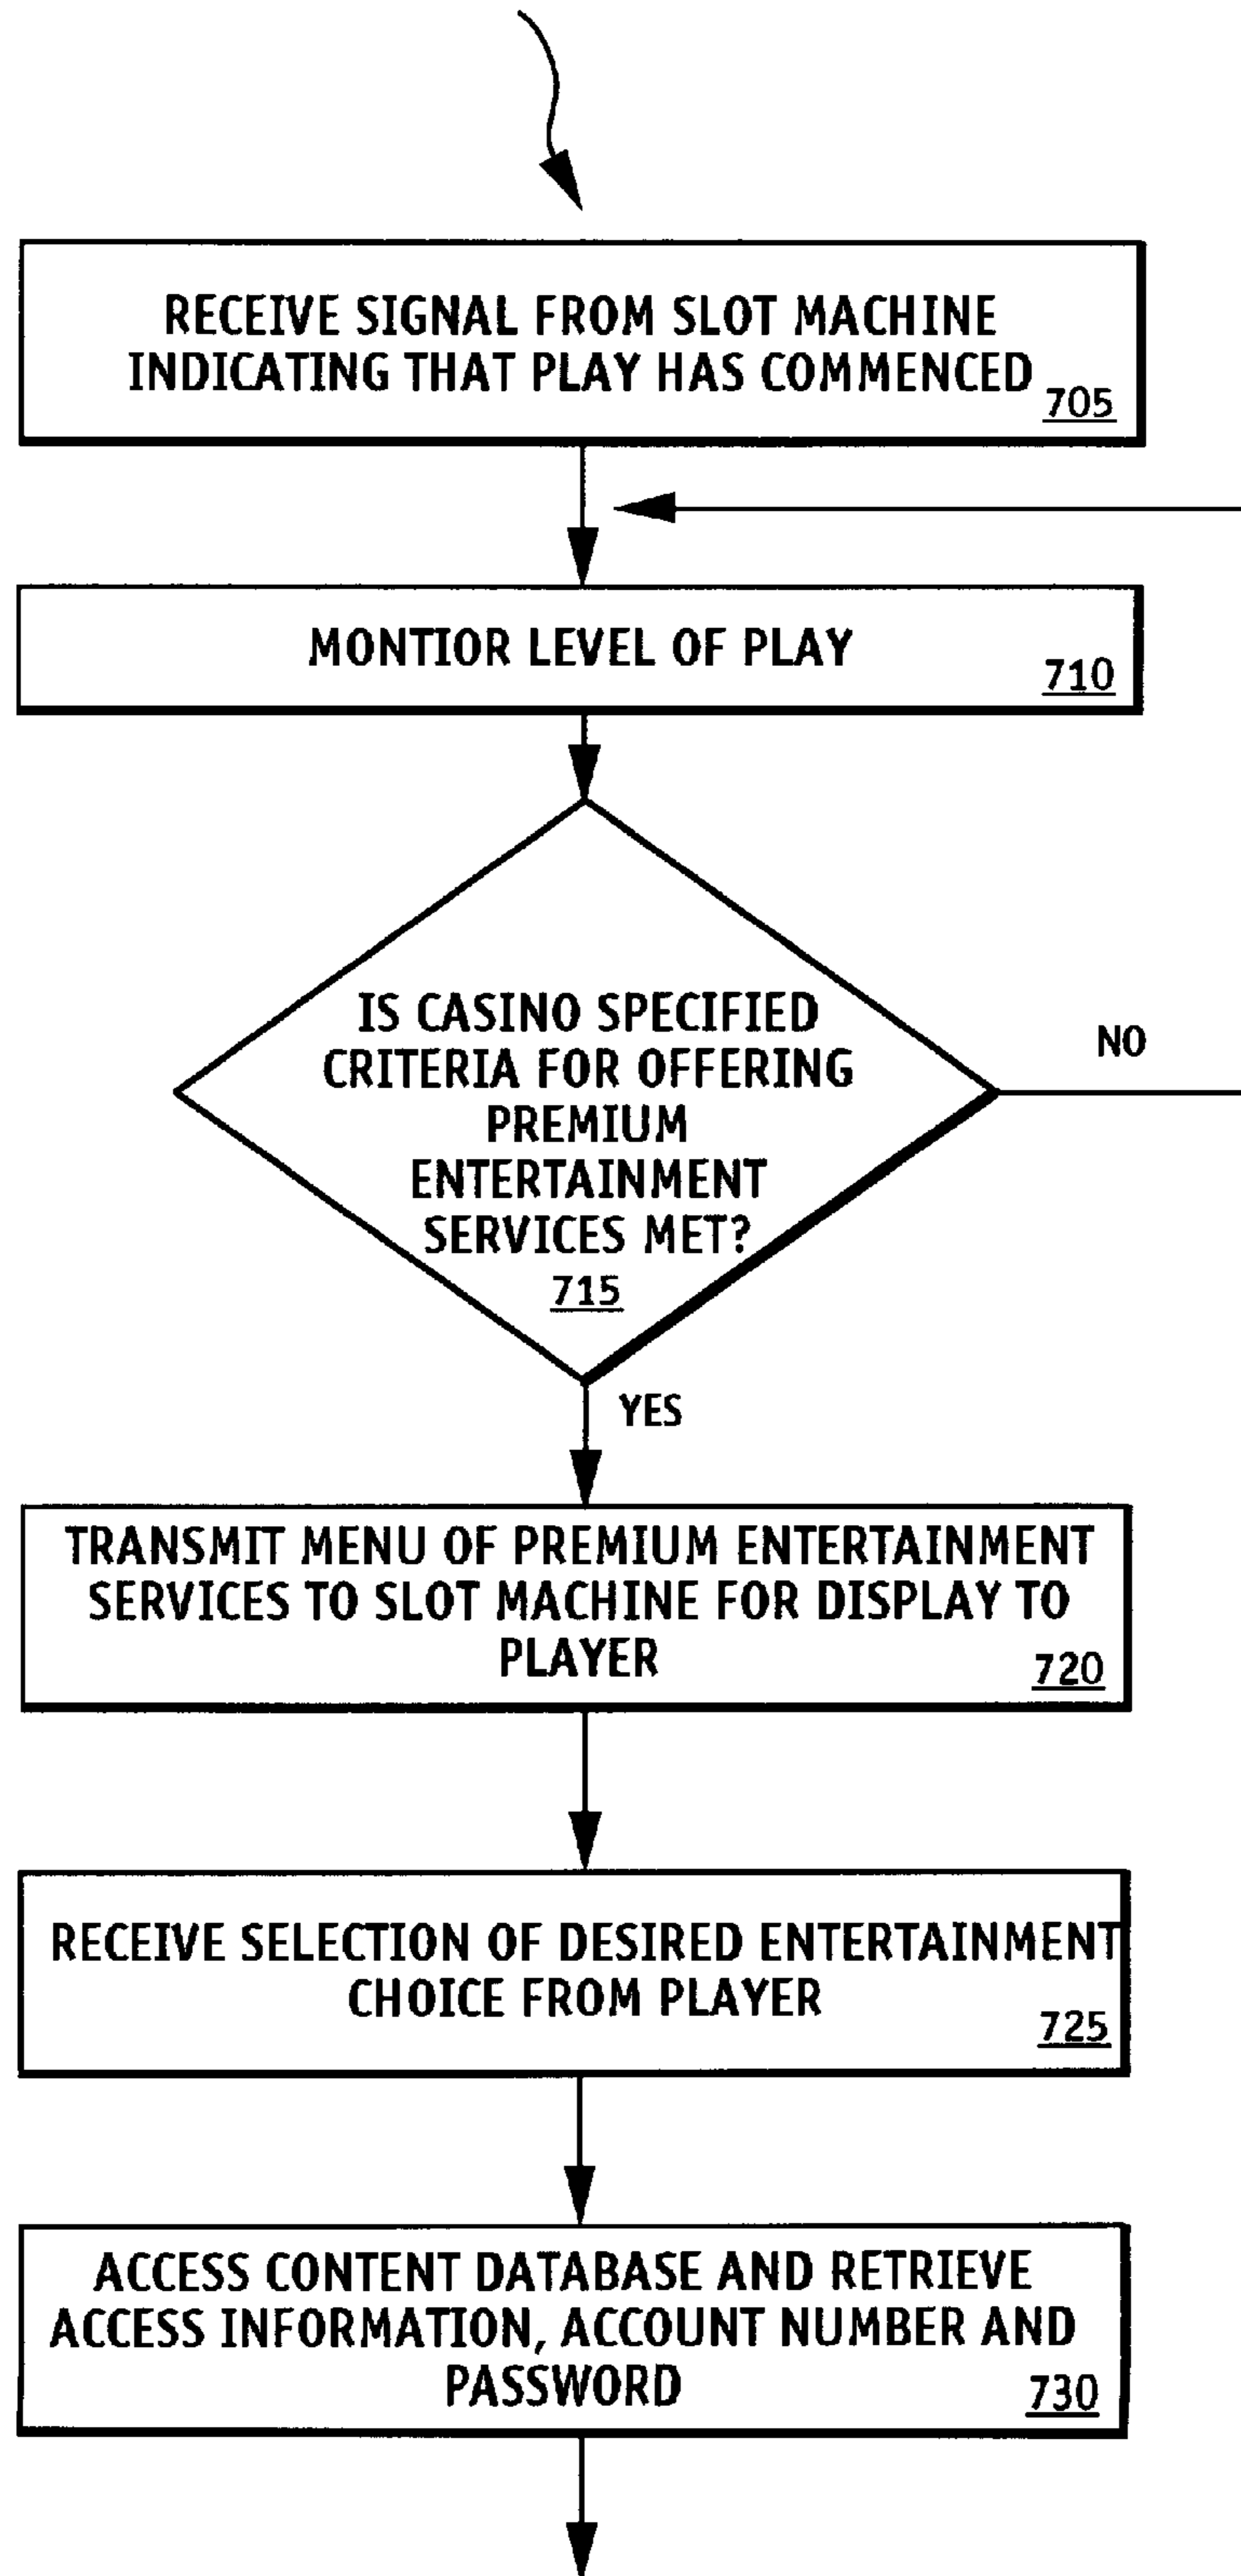 RECEIVE SIGNAL FROM SLOT MACHINE
INDICATING THAT PLAY HAS COMMENCED
705
MONTIOR LEVEL OF PLAY
710
IS CASINO SPECIFIED
CRITERIA FOR OFFERING
PREMIUM
ENTERTAINMENT
SERVICES MET?
715
NO
YES
TRANSMIT MENU OF PREMIUM ENTERTAINMENT
SERVICES TO SLOT MACHINE FOR DISPLAY TO
PLAYER
720
RECEIVE SELECTION OF DESIRED ENTERTAINMENT
CHOICE FROM PLAYER
725
ACCESS CONTENT DATABASE AND RETRIEVE
ACCESS INFORMATION, ACCOUNT NUMBER AND
PASSWORD
730